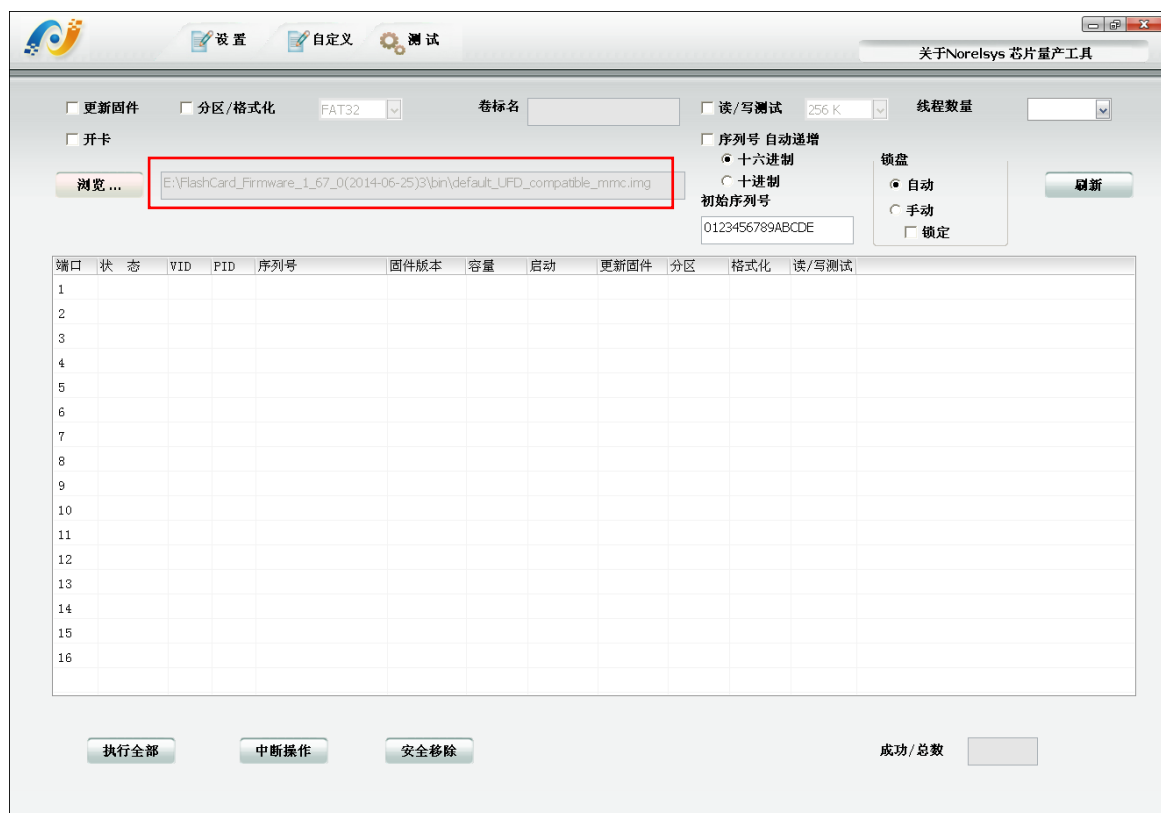 设 置 自定义 测 试
关于Norelsys 芯片量产工具
更新固件 分区/格式化 FAT32 卷标名 读/写测试 256 K 线程数量
开卡 序列号 自动递增
十六进制 锁盘
浏览 ... E:\FlashCard_Firmware_1_67_0(2014-06-25)3\bin\default_UFD_compatible_mmc.img 十进制 自动 刷新
初始序列号 手动
0123456789ABCDE 锁定
端口 状 态 VID PID 序列号 固件版本 容量 启动 更新固件 分区 格式化 读/写测试
1
2
3
4
5
6
7
8
9
10
11
12
13
14
15
16
执行全部 中断操作 安全移除 成功/总数